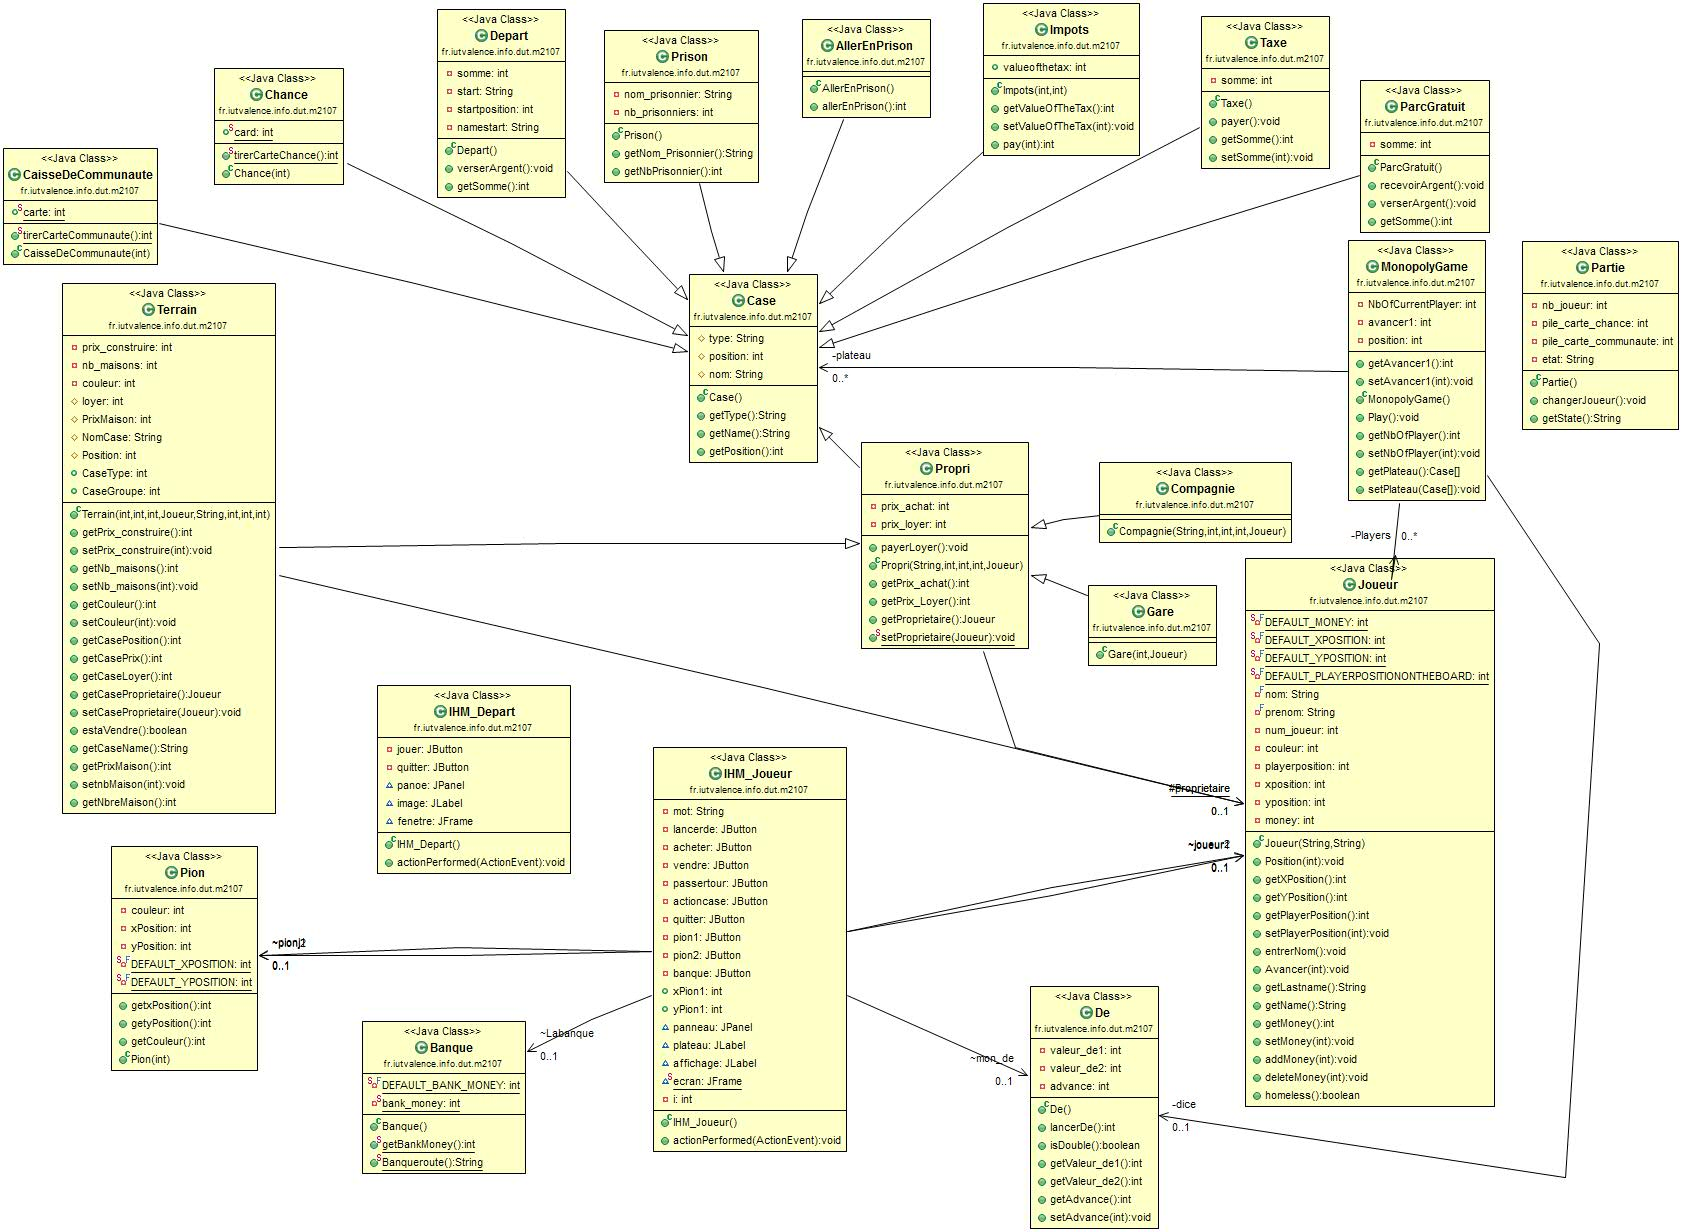 <<Java Class>>
CaisseDeCommunaute
fr.iutvalence.info.dut.m2107
carte: int
tirerCarteCommunaute():int
CaisseDeCommunaute(int)
<<Java Class>>
Chance
fr.iutvalence.info.dut.m2107
card: int
tirerCarteChance():int
Chance(int)
<<Java Class>>
Depart
fr.iutvalence.info.dut.m2107
somme: int
start: String
startposition: int
namestart: String
Depart()
verserArgent():void
getSomme():int
<<Java Class>>
Prison
fr.iutvalence.info.dut.m2107
nom_prisonnier: String
nb_prisonniers: int
Prison()
getNom_Prisonnier():String
getNbPrisonnier():int
<<Java Class>>
AllerEnPrison
fr.iutvalence.info.dut.m2107
AllerEnPrison()
allerEnPrison():int
<<Java Class>>
Impots
fr.iutvalence.info.dut.m2107
valueofthetax: int
Impots(int,int)
getValueOfTheTax():int
setValueOfTheTax(int):void
pay(int):int
<<Java Class>>
Taxe
fr.iutvalence.info.dut.m2107
somme: int
Taxe()
payer():void
getSomme():int
setSomme(int):void
<<Java Class>>
ParcGratuit
fr.iutvalence.info.dut.m2107
somme: int
ParcGratuit()
recevoirArgent():void
verserArgent():void
getSomme():int
<<Java Class>>
Terrain
fr.iutvalence.info.dut.m2107
prix_construire: int
nb_maisons: int
couleur: int
loyer: int
PrixMaison: int
NomCase: String
Position: int
CaseType: int
CaseGroupe: int
Terrain(int,int,int,Joueur,String,int,int,int)
getPrix_construire():int
setPrix_construire(int):void
getNb_maisons():int
setNb_maisons(int):void
getCouleur():int
setCouleur(int):void
getCasePosition():int
getCasePrix():int
getCaseLoyer():int
getCaseProprietaire():Joueur
setCaseProprietaire(Joueur):void
estaVendre():boolean
getCaseName():String
getPrixMaison():int
setnbMaison(int):void
getNbreMaison():int
<<Java Class>>
Case
fr.iutvalence.info.dut.m2107
type: String
position: int
nom: String
Case()
getType():String
getName():String
getPosition():int
-plateau
0..*
<<Java Class>>
MonopolyGame
fr.iutvalence.info.dut.m2107
NbOfCurrentPlayer: int
avancer1: int
position: int
getAvancer1():int
setAvancer1(int):void
MonopolyGame()
Play():void
getNbOfPlayer():int
setNbOfPlayer(int):void
getPlateau():Case[]
setPlateau(Case[]):void
<<Java Class>>
Partie
fr.iutvalence.info.dut.m2107
nb_joueur: int
pile_carte_chance: int
pile_carte_communaute: int
etat: String
Partie()
changerJoueur():void
getState():String
<<Java Class>>
Propri
fr.iutvalence.info.dut.m2107
prix_achat: int
prix_loyer: int
payerLoyer():void
Propri(String,int,int,int,Joueur)
getPrix_achat():int
getPrix_Loyer():int
getProprietaire():Joueur
setProprietaire(Joueur):void
<<Java Class>>
Compagnie
fr.iutvalence.info.dut.m2107
Compagnie(String,int,int,int,Joueur)
<<Java Class>>
Gare
fr.iutvalence.info.dut.m2107
Gare(int,Joueur)
-Players
0..*
<<Java Class>>
Joueur
fr.iutvalence.info.dut.m2107
DEFAULT_MONEY: int
DEFAULT_XPOSITION: int
DEFAULT_YPOSITION: int
DEFAULT_PLAYERPOSITIONONTHEBOARD: int
nom: String
prenom: String
num_joueur: int
couleur: int
playerposition: int
xposition: int
yposition: int
money: int
Joueur(String,String)
Position(int):void
getXPosition():int
getYPosition():int
getPlayerPosition():int
setPlayerPosition(int):void
entrerNom():void
Avancer(int):void
getLastname():String
getName():String
getMoney():int
setMoney(int):void
addMoney(int):void
deleteMoney(int):void
homeless():boolean
#Proprietaire
0..1
0..1
<<Java Class>>
IHM_Depart
fr.iutvalence.info.dut.m2107
jouer: JButton
quitter: JButton
panoe: JPanel
image: JLabel
fenetre: JFrame
IHM_Depart()
actionPerformed(ActionEvent):void
<<Java Class>>
IHM_Joueur
fr.iutvalence.info.dut.m2107
mot: String
lancerde: JButton
acheter: JButton
vendre: JButton
passertour: JButton
actioncase: JButton
quitter: JButton
pion1: JButton
pion2: JButton
banque: JButton
xPion1: int
yPion1: int
panneau: JPanel
plateau: JLabel
affichage: JLabel
ecran: JFrame
i: int
IHM_Joueur()
actionPerformed(ActionEvent):void
<<Java Class>>
Pion
fr.iutvalence.info.dut.m2107
couleur: int
xPosition: int
yPosition: int
DEFAULT_XPOSITION: int
DEFAULT_YPOSITION: int
getxPosition():int
getyPosition():int
getCouleur():int
Pion(int)
0..1
<<Java Class>>
Banque
fr.iutvalence.info.dut.m2107
DEFAULT_BANK_MONEY: int
bank_money: int
Banque()
getBankMoney():int
Banqueroute():String
~Labanque
0..1
<<Java Class>>
De
fr.iutvalence.info.dut.m2107
valeur_de1: int
valeur_de2: int
advance: int
De()
lancerDe():int
isDouble():boolean
getValeur_de1():int
getValeur_de2():int
getAdvance():int
setAdvance(int):void
~mon_de
0..1
-dice
0..1